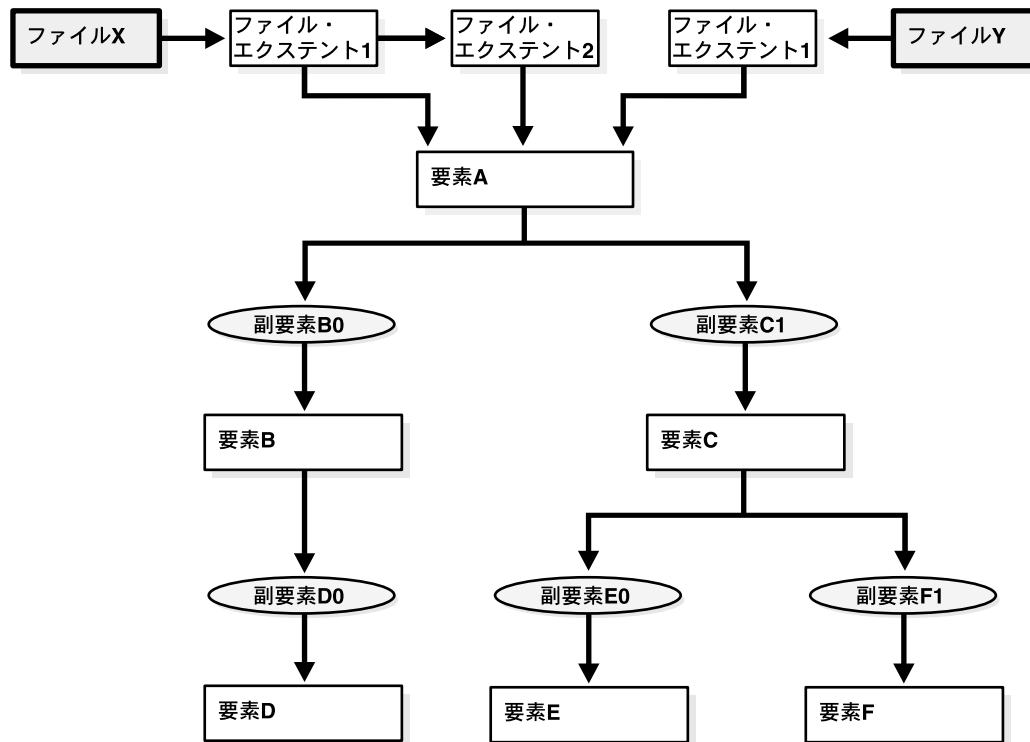 ファイルX
ファイル・
エクステント1
ファイル・
エクステント2
ファイル・
エクステント1
ファイルY
要素A
副要素B0
副要素C1
要素B
要素C
副要素D0
副要素E0
副要素F1
要素D
要素E
要素F